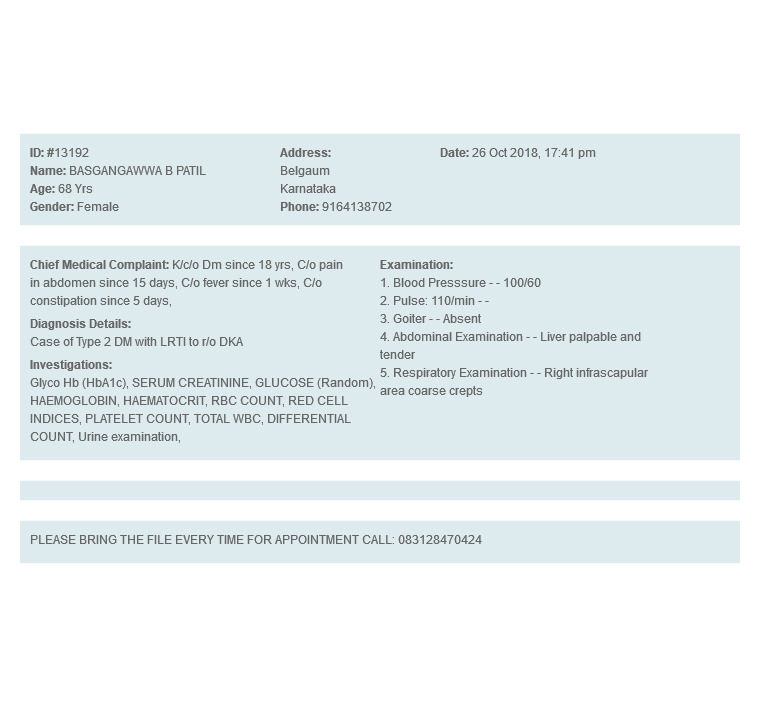 ID: #13192
Name: BASGANGAWWA B PATIL
Age: 68 Yrs
Gender: Female
Address:
Belgaum
Karnataka
Phone: 9164138702
Date: 26 Oct 2018, 17:41 pm
Chief Medical Complaint: K/c/o Dm since 18 yrs, C/o pain
in abdomen since 15 days, C/o fever since 1 wks, C/o
constipation since 5 days,
Diagnosis Details:
Case of Type 2 DM with LRTI to r/o DKA
Investigations:
Glyco Hb (HbA1c), SERUM CREATININE, GLUCOSE (Random),
HAEMOGLOBIN, HAEMATOCRIT, RBC COUNT, RED CELL
INDICES, PLATELET COUNT, TOTAL WBC, DIFFERENTIAL
COUNT, Urine examination,
Examination:
1. Blood Presssure - - 100/60
2. Pulse: 110/min - -
3. Goiter - - Absent
4. Abdominal Examination - - Liver palpable and
tender
5. Respiratory Examination - - Right infrascapular
area coarse crepts
PLEASE BRING THE FILE EVERY TIME FOR APPOINTMENT CALL: 083128470424